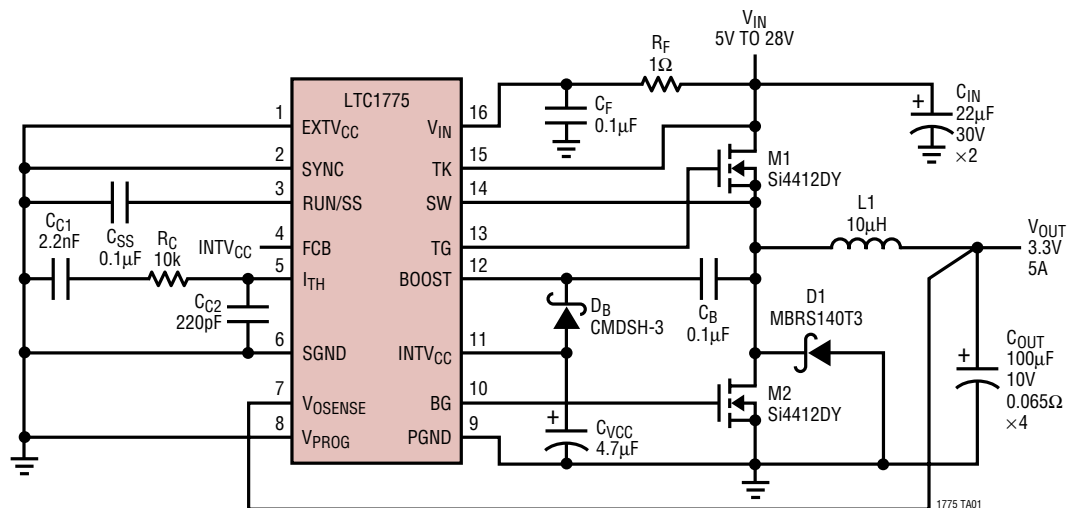 V_IN
5V TO 28V
R_F
1Ω
C_F
0.1µF
C_IN
22µF
30V
×2
LTC1775
1
EXTV_CC
2
SYNC
3
RUN/SS
4
FCB
5
I_TH
6
SGND
7
V_OSENSE
8
V_PROG
16
V_IN
15
TK
14
SW
13
TG
12
BOOST
11
INTV_CC
10
BG
9
PGND
C_C1
2.2nF
C_SS
0.1µF
R_C
10k
INTV_CC
C_C2
220pF
M1
Si4412DY
L1
10µH
V_OUT
3.3V
5A
D_B
CMDSH-3
C_B
0.1µF
D1
MBRS140T3
C_OUT
100µF
10V
0.065Ω
×4
M2
Si4412DY
C_VCC
4.7µF
+
+
+
1775 TA01